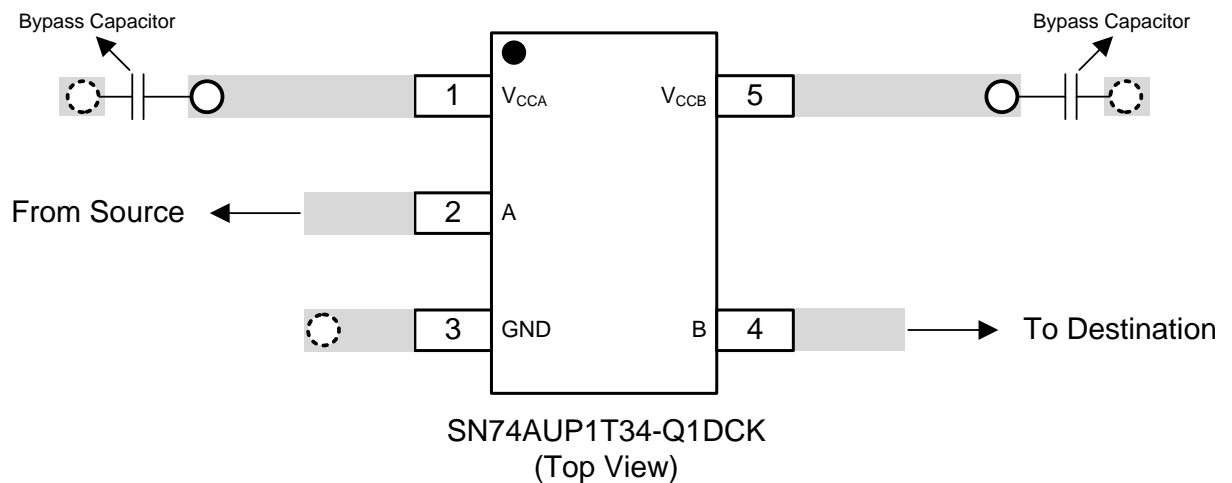 Bypass Capacitor
Bypass Capacitor
1
VCCA
VCCB
5
From Source
2
A
3
GND
B
4
To Destination
SN74AUP1T34-Q1DCK
(Top View)